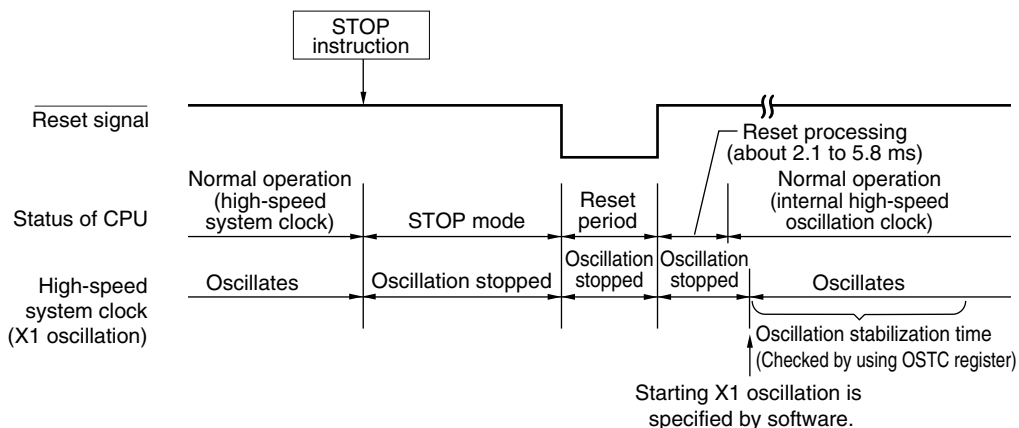 STOP
instruction
Reset signal
Reset processing
(about 2.1 to 5.8 ms)
Status of CPU
Normal operation
(high-speed
system clock)
STOP mode
Reset
period
Normal operation
(internal high-speed
oscillation clock)
High-speed
system clock
(X1 oscillation)
Oscillates
Oscillation stopped
Oscillation
stopped
Oscillation
stopped
Oscillates
Oscillation stabilization time
(Checked by using OSTC register)
Starting X1 oscillation is
specified by software.